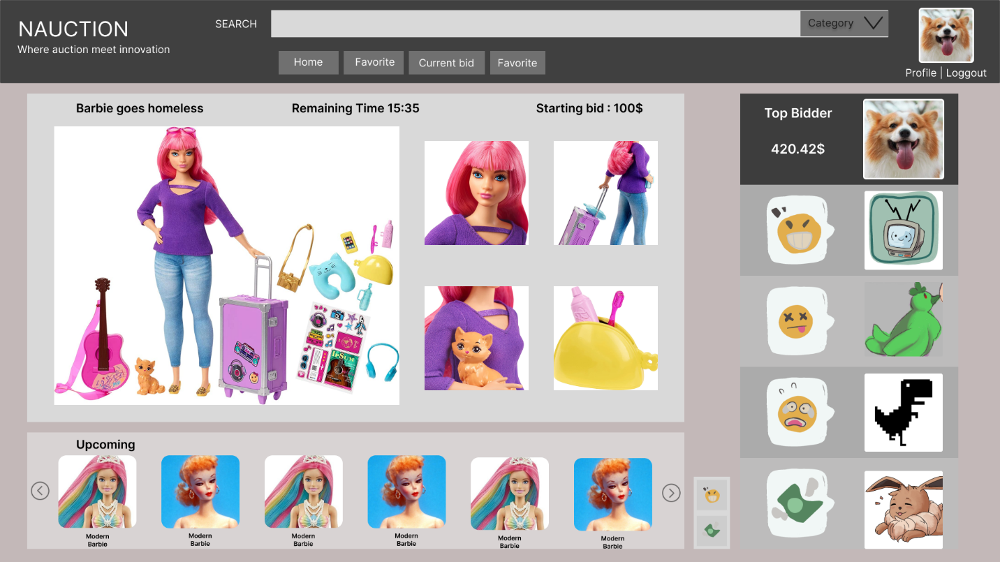 NAUCTION
Where auction meet innovation
SEARCH
Category
Home
Favorite
Current bid
Favorite
Profile | Loggout
Barbie goes homeless
Remaining Time 15:35
Starting bid : 100$
Top Bidder
420.42$
Upcoming
Modern
Barbie
Modern
Barbie
Modern
Barbie
Modern
Barbie
Modern
Barbie
Modern
Barbie